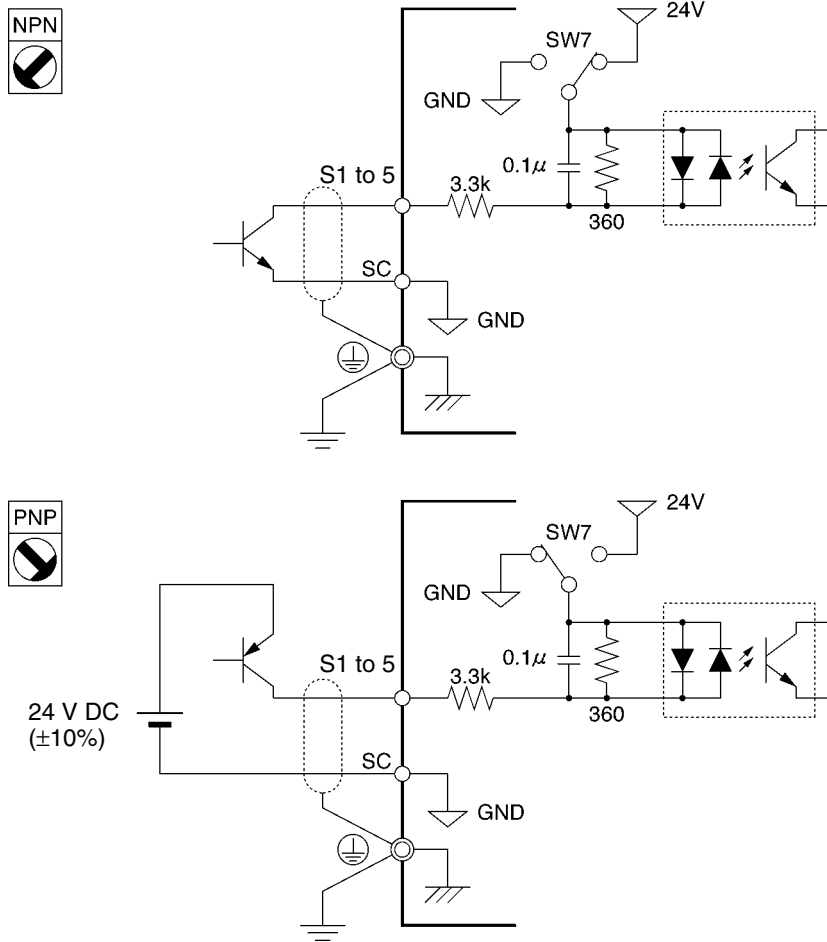 NPN
24V
SW7
GND
0.1μ
S1 to 5
3.3k
360
SC
GND
PNP
24V
SW7
GND
0.1μ
S1 to 5
3.3k
360
24 V DC
(±10%)
SC
GND